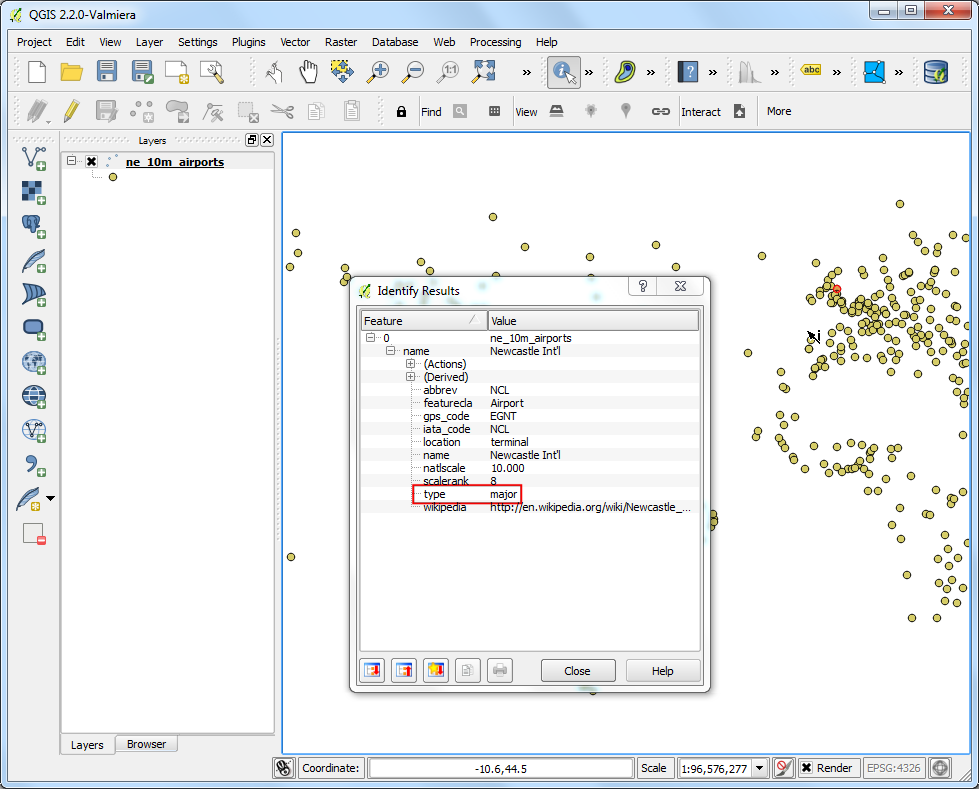 QGIS 2.2.0-Valmiera
Project Edit View Layer Settings Plugins Vector Raster Database Web Processing Help
» » » » abc » »
Find View Interact More
Layers
ne_10m_airports
Identify Results
Feature Value
0 ne_10m_airports
name Newcastle Int'l
(Actions)
(Derived)
abbrev NCL
featurecla Airport
gps_code EGNT
iata_code NCL
location terminal
name Newcastle Int'l
natlscale 10.000
scalerank 8
type major
wikipedia http://en.wikipedia.org/wiki/Newcastle_...
Close Help
Layers Browser
Coordinate: -10.6,44.5 Scale 1:96,576,277 Render EPSG:4326